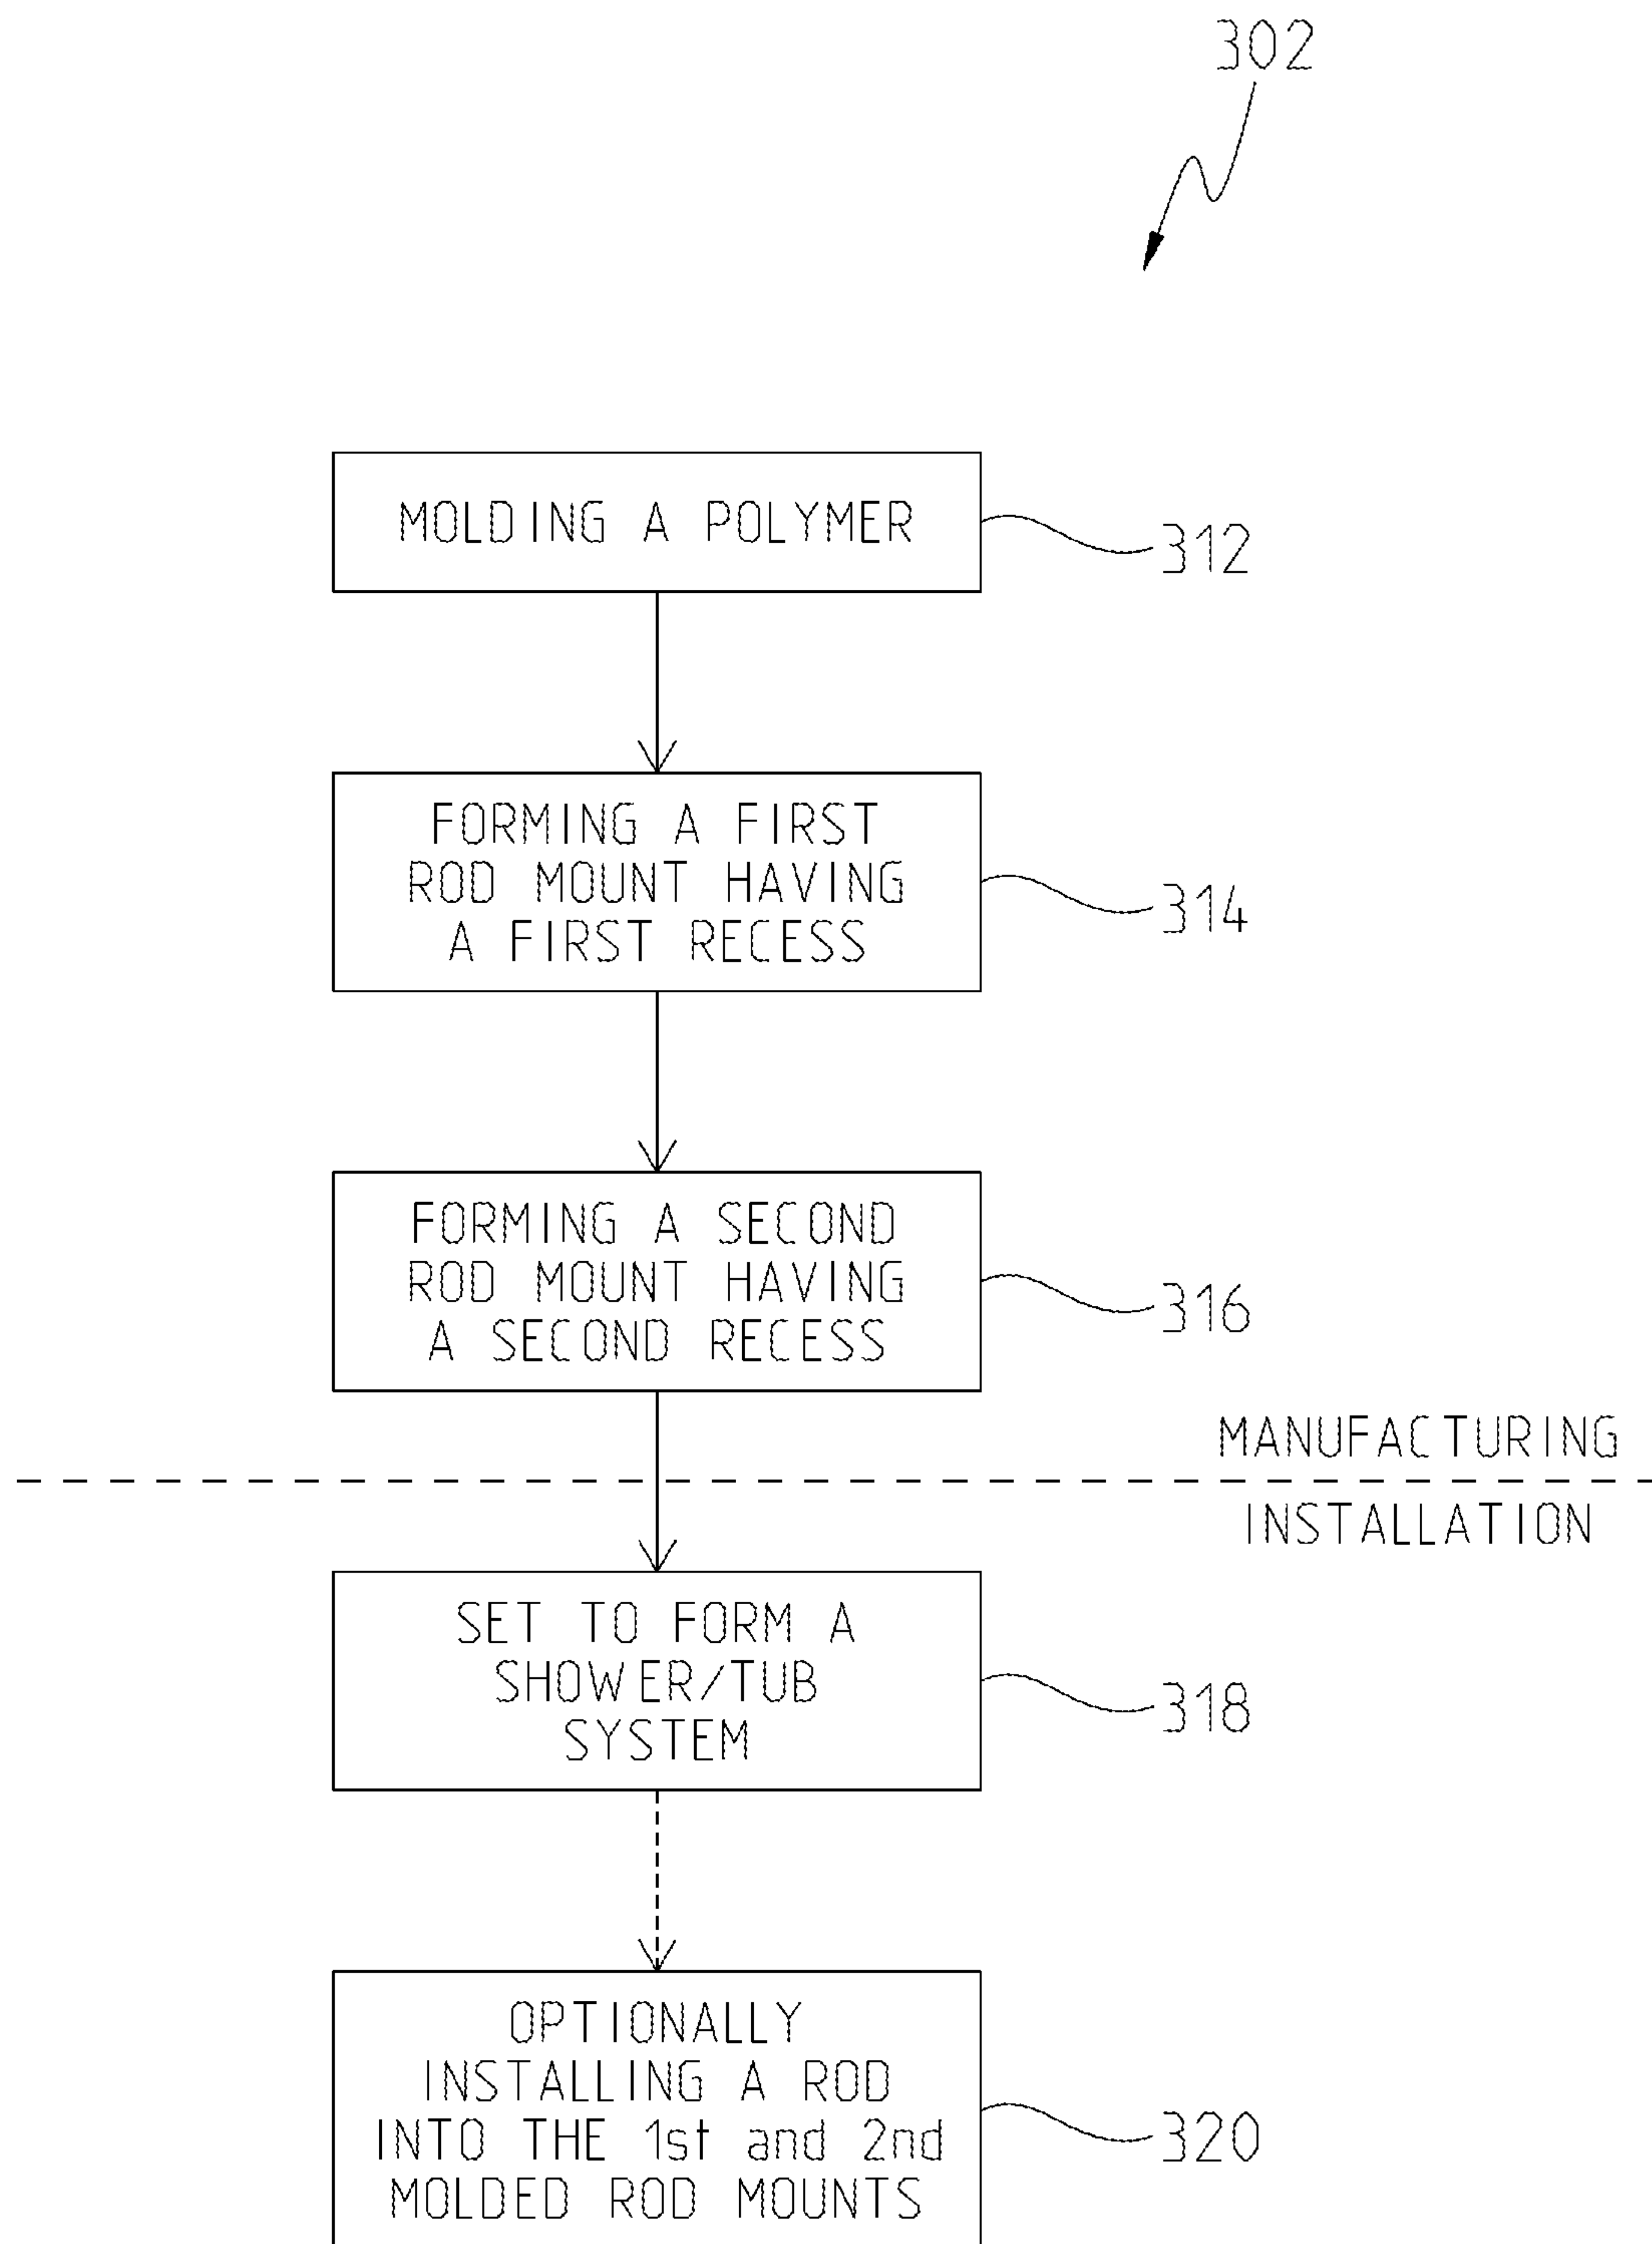 302
MOLDING A POLYMER
312
FORMING A FIRST
ROD MOUNT HAVING
A FIRST RECESS
314
FORMING A SECOND
ROD MOUNT HAVING
A SECOND RECESS
316
MANUFACTURING
INSTALLATION
SET TO FORM A
SHOWER/TUB
SYSTEM
318
OPTIONALLY
INSTALLING A ROD
INTO THE 1st and 2nd
MOLDED ROD MOUNTS
320